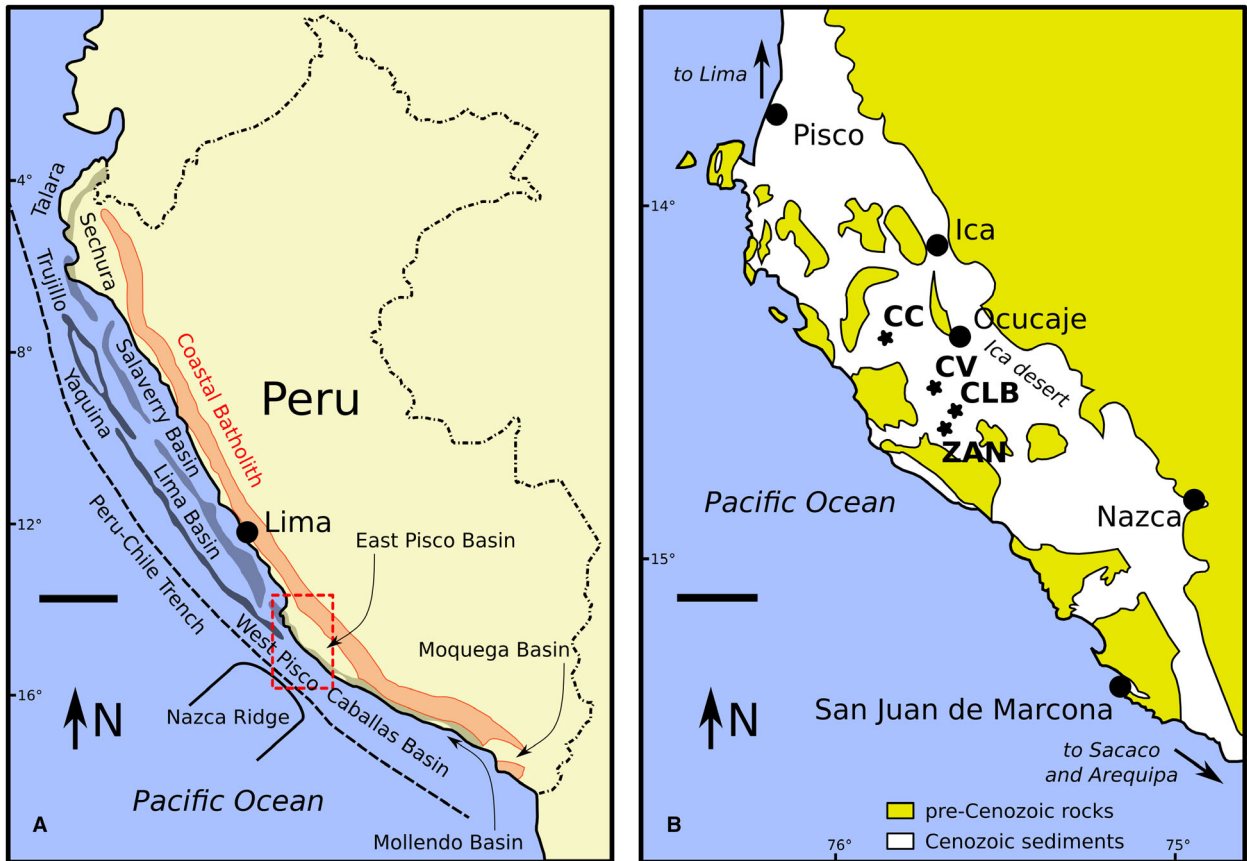 4°
8°
12°
16°
Talara
Sechura
Trujillo
Yaquina
Salaverry Basin
Lima Basin
Coastal Batholith
Peru
Lima
Peru-Chile Trench
East Pisco Basin
West Pisco
Caballas Basin
Moquega Basin
Nazca Ridge
N
Pacific Ocean
Mollendo Basin
A
to Lima
Pisco
14°
Ica
CC
Ocucaje
Ica desert
CV
CLB
ZAN
Pacific Ocean
Nazca
15°
San Juan de Marcona
N
to Sacaco
and Arequipa
pre-Cenozoic rocks
Cenozoic sediments
B
76°
75°